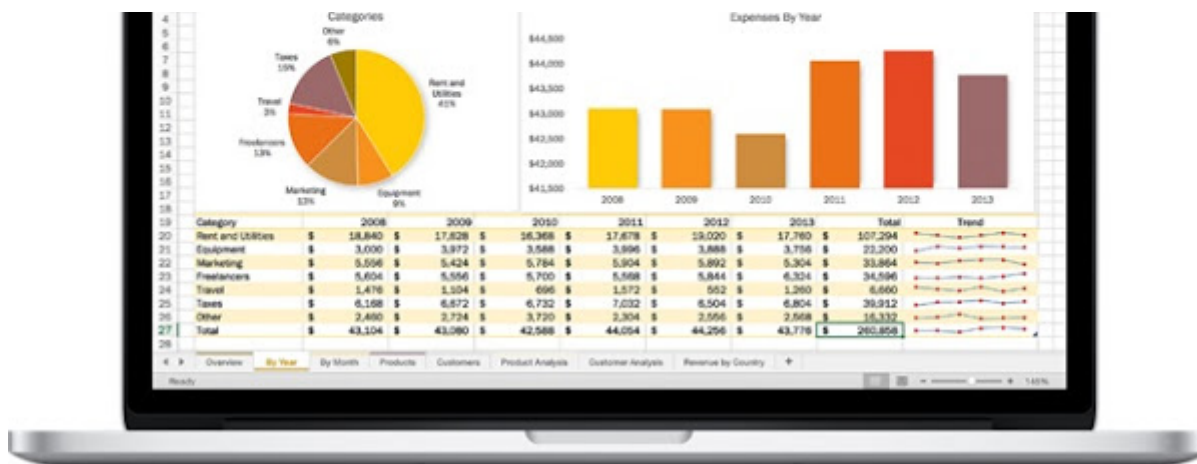 Categories
Other
6%
Taxes
15%
Travel
3%
Freelancers
13%
Marketing
13%
Equipment
9%
Rent and
Utilities
41%
Expenses By Year
$44,500
$44,000
$43,500
$43,000
$42,500
$42,000
$41,500
2008 2009 2010 2011 2012 2013
4
5
6
7
8
9
10
11
12
13
14
15
16
17
18
19 Category 2008 2009 2010 2011 2012 2013 Total Trend
20 Rent and Utilities $ 18,840 $ 17,628 $ 16,368 $ 17,678 $ 19,020 $ 17,760 $ 107,294
21 Equipment $ 3,000 $ 3,972 $ 3,588 $ 3,996 $ 3,888 $ 3,756 $ 22,200
22 Marketing $ 5,556 $ 5,424 $ 5,784 $ 5,904 $ 5,892 $ 5,304 $ 33,864
23 Freelancers $ 5,604 $ 5,556 $ 5,700 $ 5,568 $ 5,844 $ 6,324 $ 34,596
24 Travel $ 1,476 $ 1,104 $ 696 $ 1,572 $ 552 $ 1,260 $ 6,660
25 Taxes $ 6,168 $ 6,672 $ 6,732 $ 7,032 $ 6,504 $ 6,804 $ 39,912
26 Other $ 2,460 $ 2,724 $ 3,720 $ 2,304 $ 2,556 $ 2,568 $ 16,332
27 Total $ 43,104 $ 43,080 $ 42,588 $ 44,054 $ 44,256 $ 43,776 $ 260,858
28
Overview By Year By Month Products Customers Product Analysis Customer Analysis Revenue by Country +
Ready - + 146%